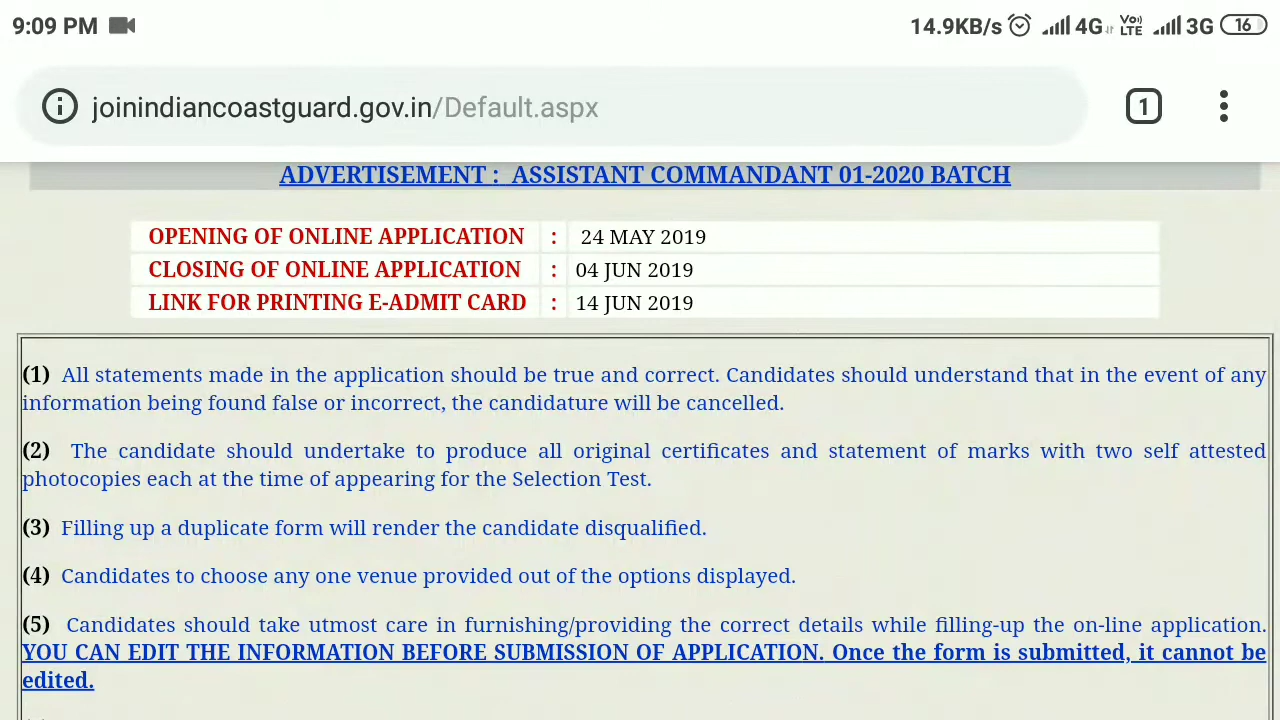 9:09 PM 14.9KB/s 4G Vo) LTE 3G 16
joinindiancoastguard.gov.in/Default.aspx 1
ADVERTISEMENT : ASSISTANT COMMANDANT 01-2020 BATCH
OPENING OF ONLINE APPLICATION : 24 MAY 2019
CLOSING OF ONLINE APPLICATION : 04 JUN 2019
LINK FOR PRINTING E-ADMIT CARD : 14 JUN 2019
(1) All statements made in the application should be true and correct. Candidates should understand that in the event of any
information being found false or incorrect, the candidature will be cancelled.
(2) The candidate should undertake to produce all original certificates and statement of marks with two self attested
photocopies each at the time of appearing for the Selection Test.
(3) Filling up a duplicate form will render the candidate disqualified.
(4) Candidates to choose any one venue provided out of the options displayed.
(5) Candidates should take utmost care in furnishing/providing the correct details while filling-up the on-line application.
YOU CAN EDIT THE INFORMATION BEFORE SUBMISSION OF APPLICATION. Once the form is submitted, it cannot be
edited.